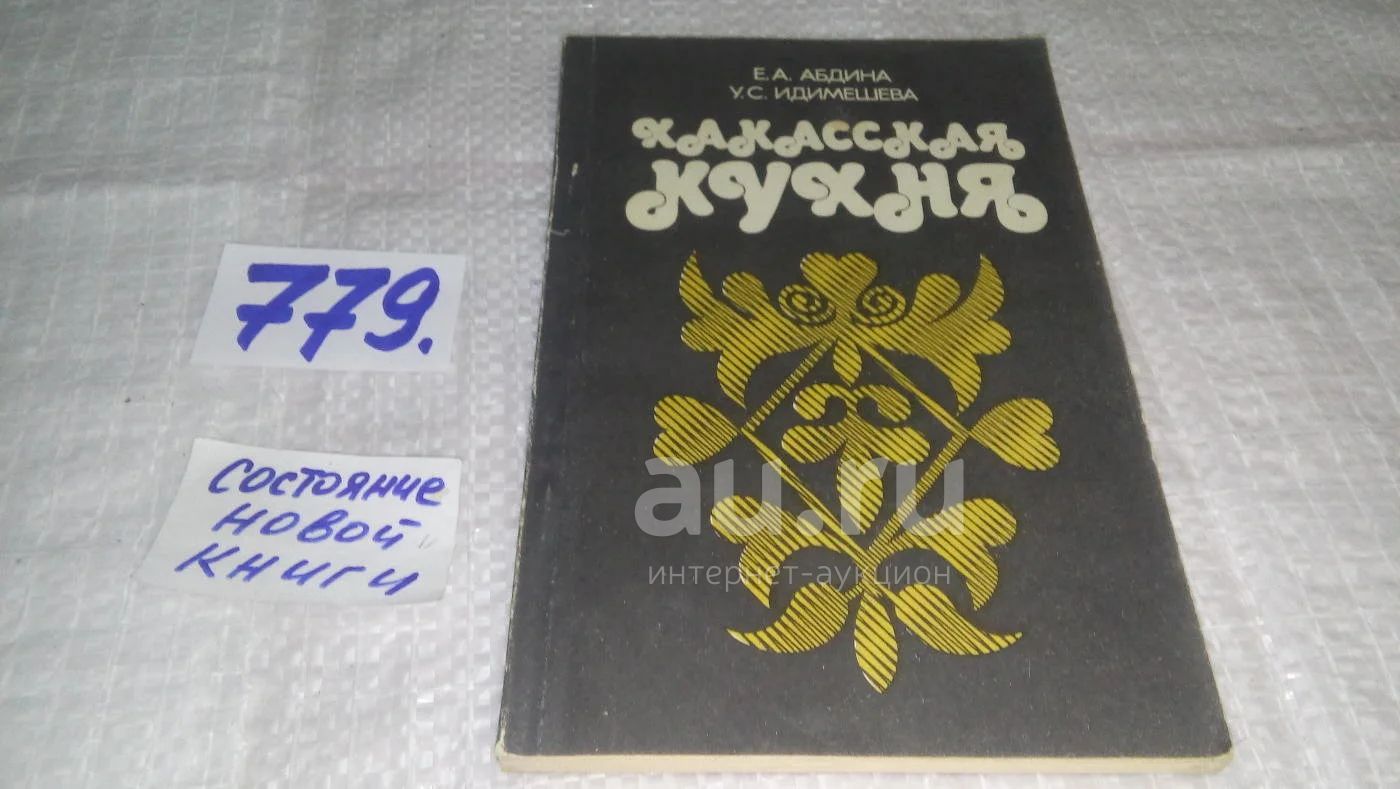 Е.А. АБДИНА
У.С. ИДИМЕШЕВА
ХАКАССКАЯ
КУХНЯ
779.
СОСТОЯНИЕ
НОВОЙ
КНИГИ
au.ru
интернет-аукцион